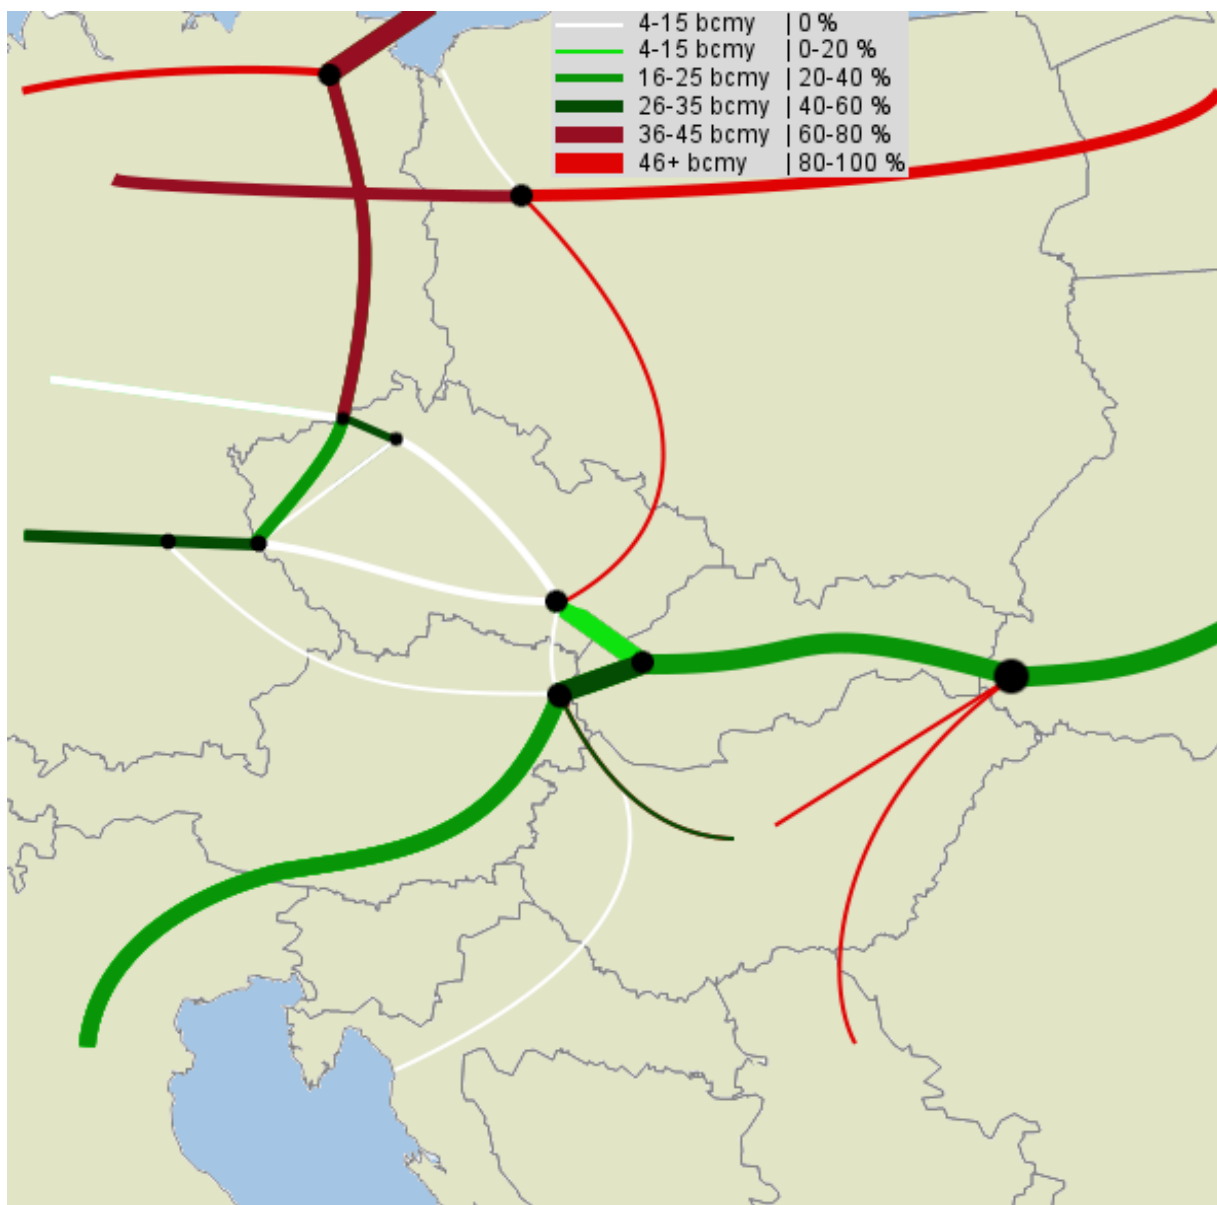 4-15 bcmy | 0 %
4-15 bcmy | 0-20 %
16-25 bcmy | 20-40 %
26-35 bcmy | 40-60 %
36-45 bcmy | 60-80 %
46+ bcmy | 80-100 %